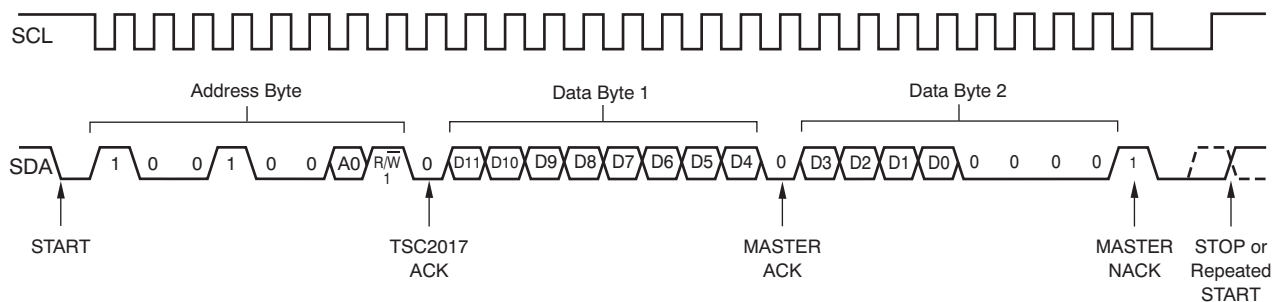 SCL
Address Byte
Data Byte 1
Data Byte 2
SDA
1 0 0 1 0 0 A0 R/W̅ 1 0 D11 D10 D9 D8 D7 D6 D5 D4 0 D3 D2 D1 D0 0 0 0 0 1
START
TSC2017
ACK
MASTER
ACK
MASTER
NACK
STOP or
Repeated
START